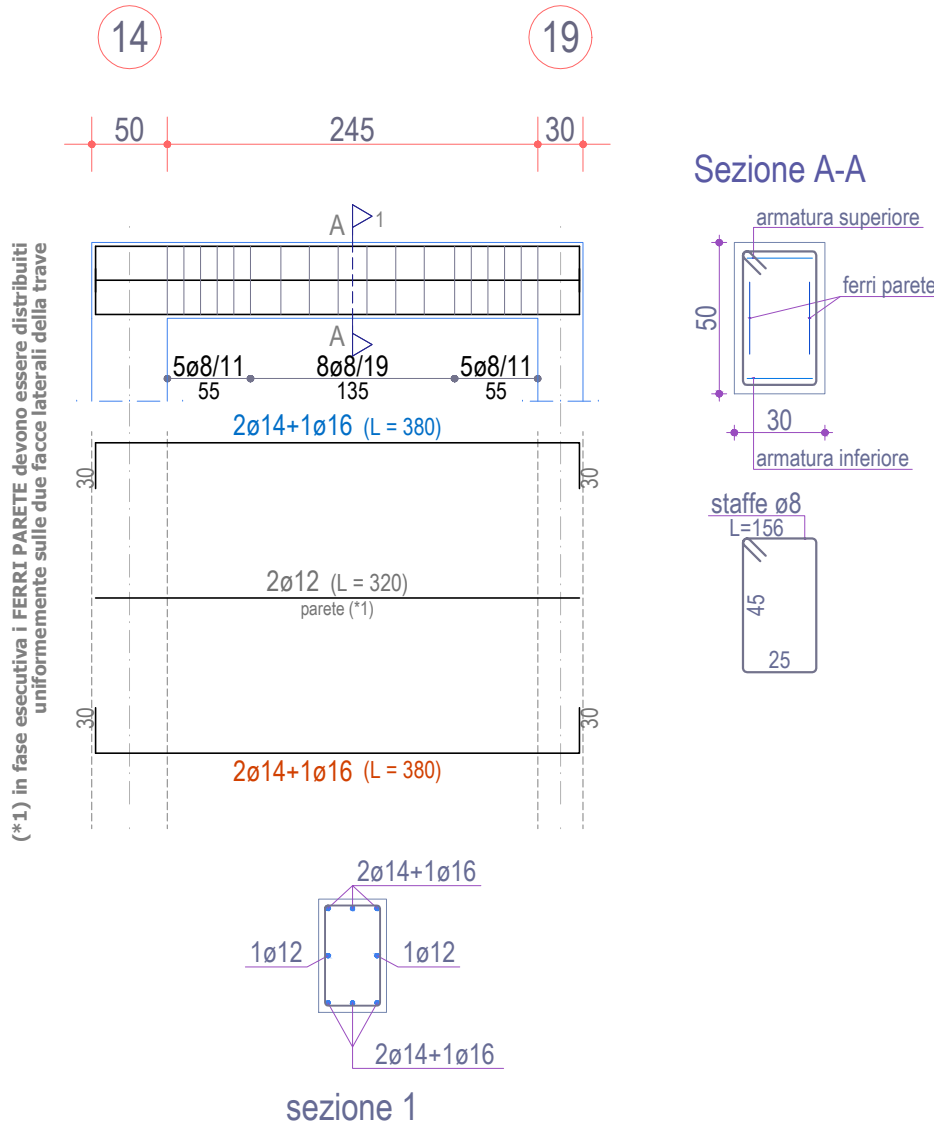 14
19
50
245
30
Sezione A-A
armatura superiore
ferri parete
50
30
armatura inferiore
A
1
A
5ø8/11
8ø8/19
5ø8/11
55
135
55
2ø14+1ø16 (L = 380)
30
30
staffe ø8
L=156
45
25
2ø12 (L = 320)
parete (*1)
30
30
2ø14+1ø16 (L = 380)
(*1) in fase esecutiva i FERRI PARETE devono essere distribuiti
uniformemente sulle due facce laterali della trave
2ø14+1ø16
1ø12
1ø12
2ø14+1ø16
sezione 1